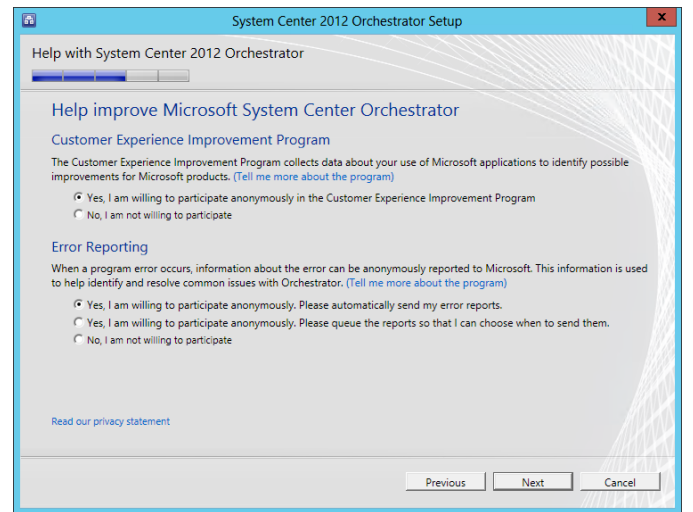 System Center 2012 Orchestrator Setup
x
Help with System Center 2012 Orchestrator
Help improve Microsoft System Center Orchestrator
Customer Experience Improvement Program
The Customer Experience Improvement Program collects data about your use of Microsoft applications to identify possible
improvements for Microsoft products. (Tell me more about the program)
Yes, I am willing to participate anonymously in the Customer Experience Improvement Program
No, I am not willing to participate
Error Reporting
When a program error occurs, information about the error can be anonymously reported to Microsoft. This information is used
to help identify and resolve common issues with Orchestrator. (Tell me more about the program)
Yes, I am willing to participate anonymously. Please automatically send my error reports.
Yes, I am willing to participate anonymously. Please queue the reports so that I can choose when to send them.
No, I am not willing to participate
Read our privacy statement
Previous Next Cancel